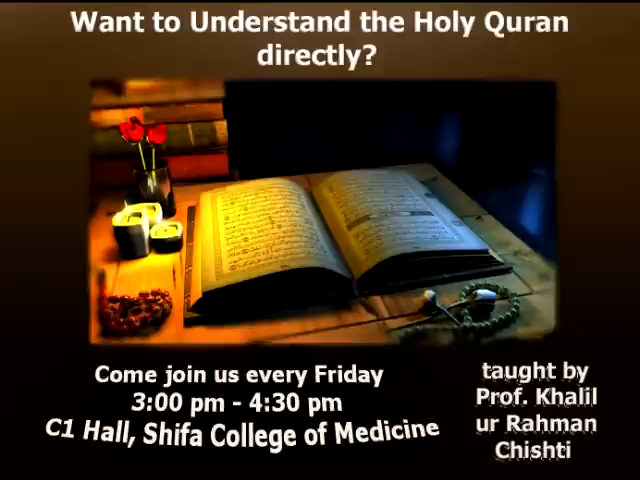 Want to Understand the Holy Quran
directly?
Come join us every Friday
3:00 pm - 4:30 pm
C1 Hall, Shifa College of Medicine
taught by
Prof. Khalil
ur Rahman
Chishti